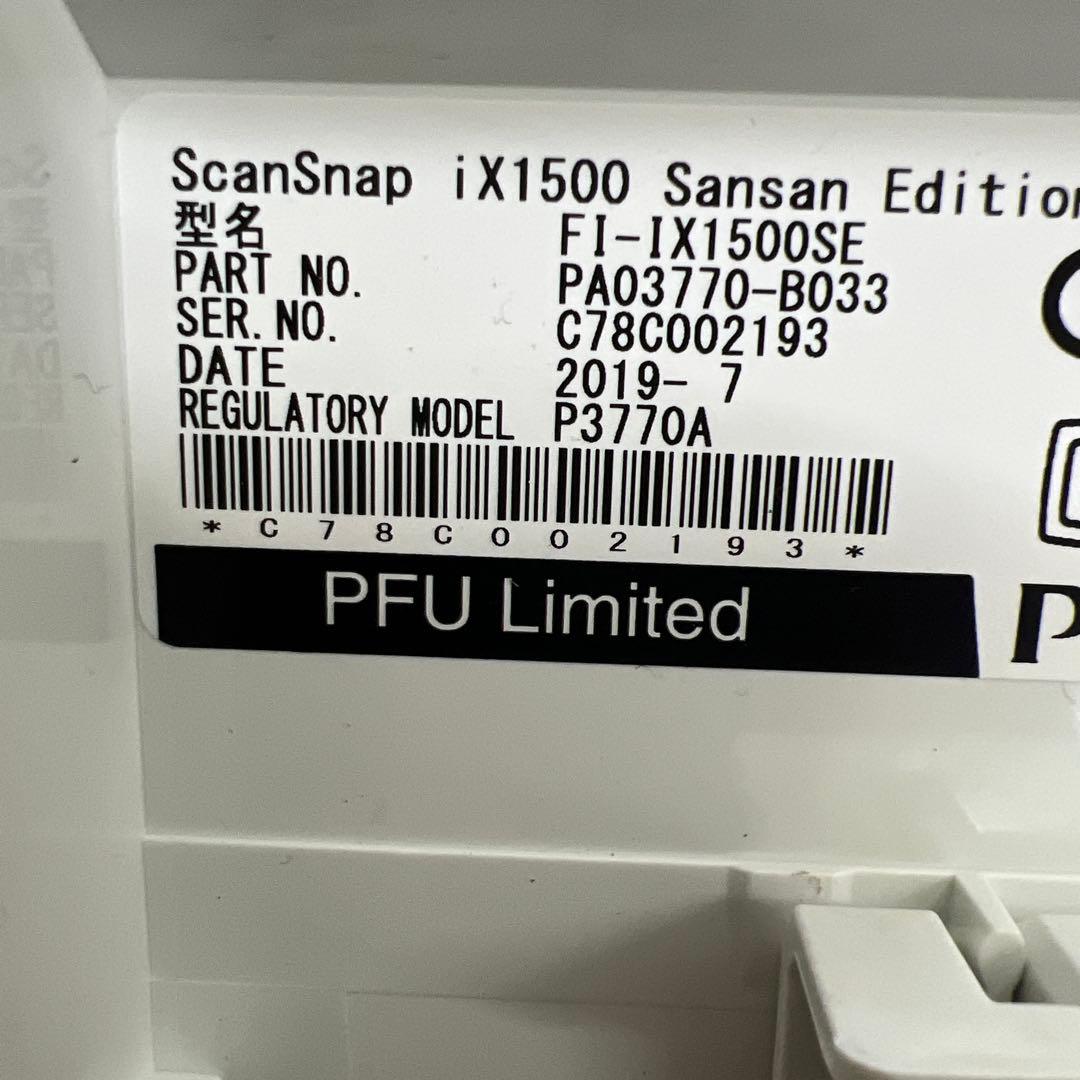 ScanSnap iX1500 Sansan Edition
型名 FI-IX1500SE
PART NO. PA03770-B033
SER.NO. C78C002193
DATE 2019- 7
REGULATORY MODEL P3770A
*C78C002193*
PFU Limited
P